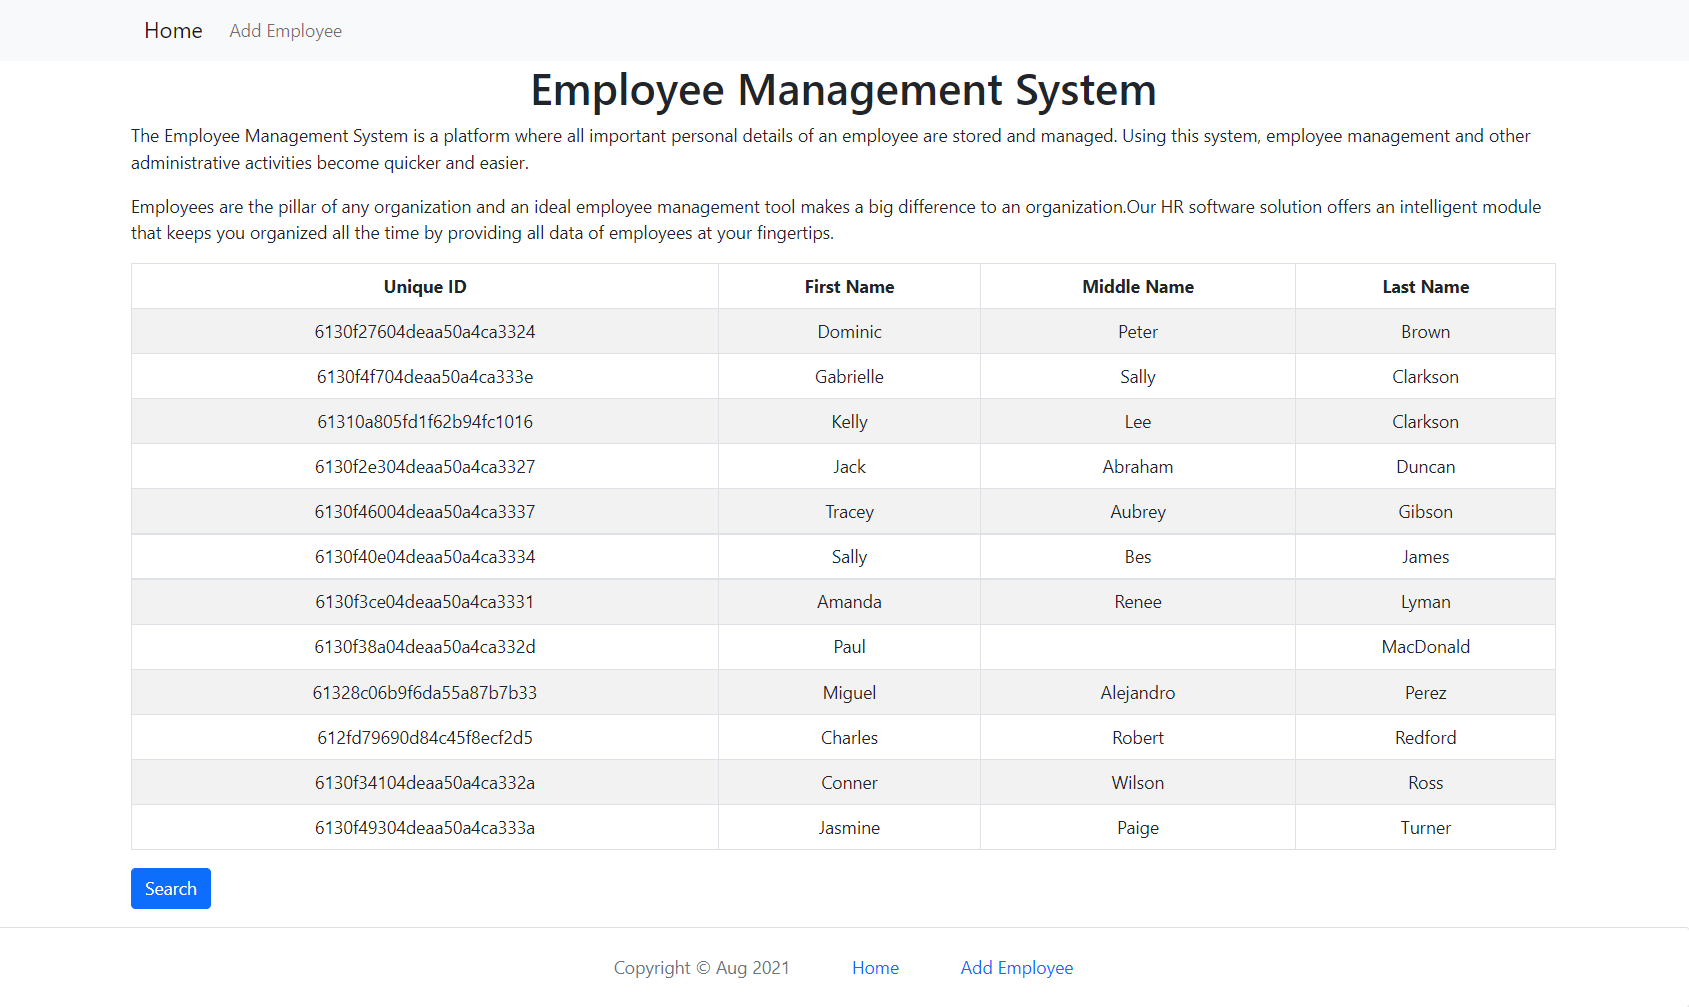 Home Add Employee
Employee Management System
The Employee Management System is a platform where all important personal details of an employee are stored and managed. Using this system, employee management and other
administrative activities become quicker and easier.
Employees are the pillar of any organization and an ideal employee management tool makes a big difference to an organization.Our HR software solution offers an intelligent module
that keeps you organized all the time by providing all data of employees at your fingertips.
Unique ID First Name Middle Name Last Name
6130f27604deaa50a4ca3324 Dominic Peter Brown
6130f4f704deaa50a4ca333e Gabrielle Sally Clarkson
61310a805fd1f62b94fc1016 Kelly Lee Clarkson
6130f2e304deaa50a4ca3327 Jack Abraham Duncan
6130f46004deaa50a4ca3337 Tracey Aubrey Gibson
6130f40e04deaa50a4ca3334 Sally Bes James
6130f3ce04deaa50a4ca3331 Amanda Renee Lyman
6130f38a04deaa50a4ca332d Paul MacDonald
61328c06b9f6da55a87b7b33 Miguel Alejandro Perez
612fd79690d84c45f8ecf2d5 Charles Robert Redford
6130f34104deaa50a4ca332a Conner Wilson Ross
6130f49304deaa50a4ca333a Jasmine Paige Turner
Search
Copyright © Aug 2021 Home Add Employee